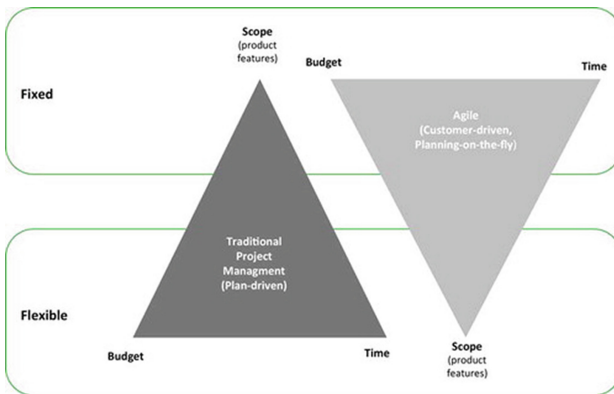 Scope
(product
features)
Budget
Time
Fixed
Agile
(Customer-driven,
Planning-on-the-fly)
Traditional
Project
Managment
(Plan-driven)
Flexible
Budget
Time
Scope
(product
features)